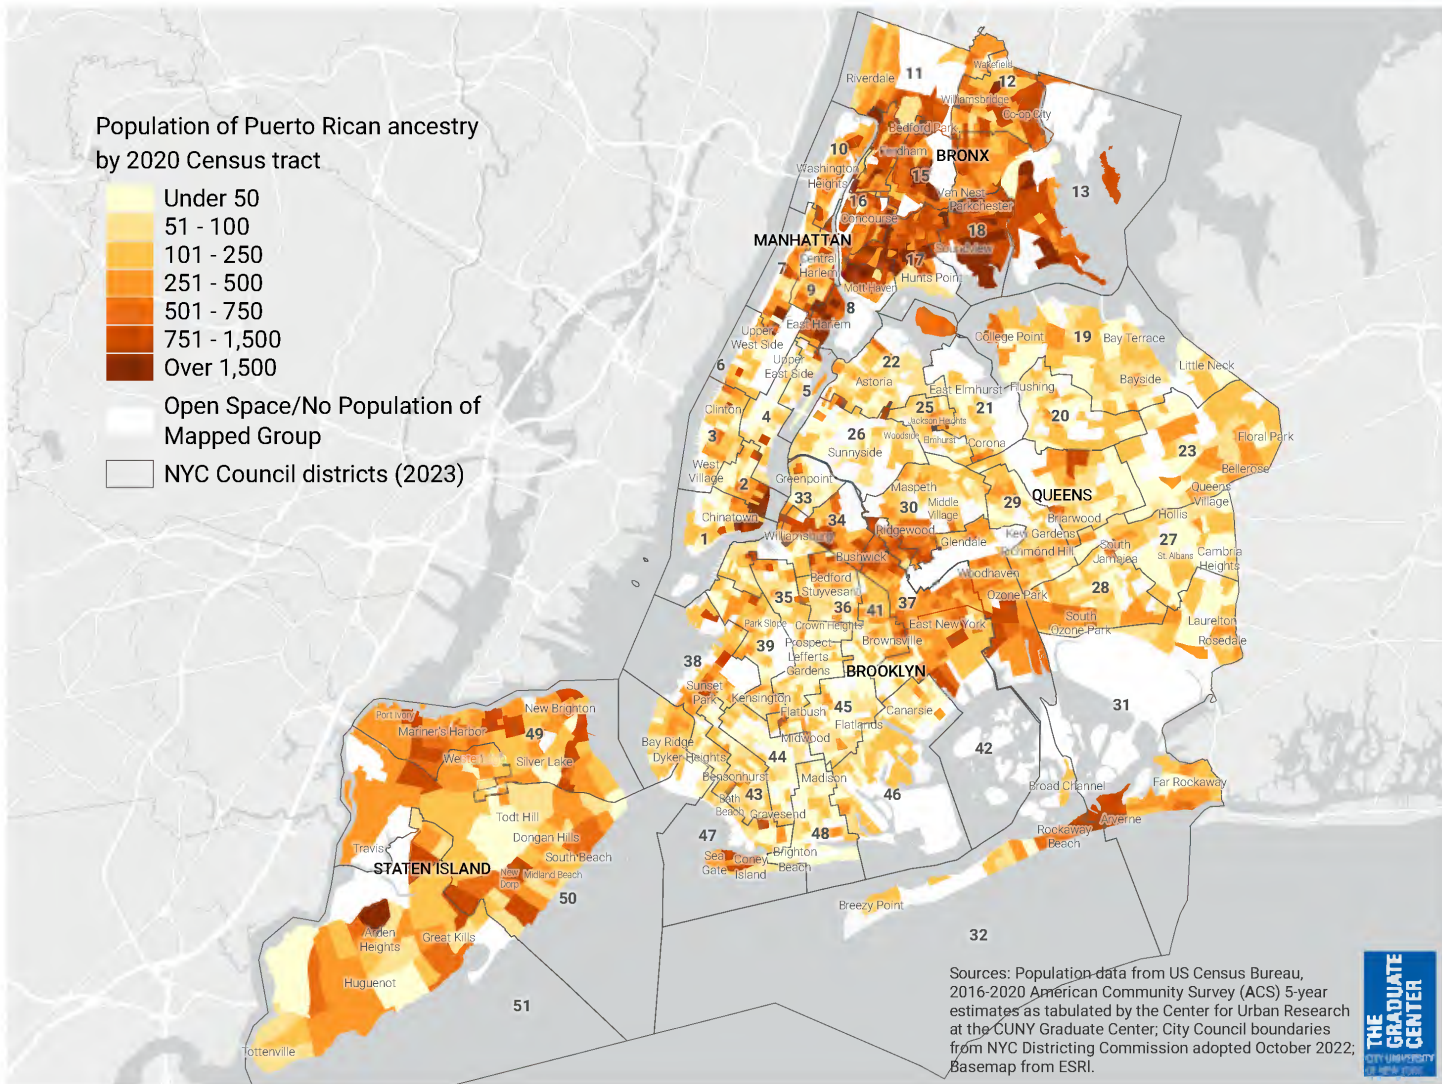 Population of Puerto Rican ancestry
by 2020 Census tract
Under 50
51 - 100
101 - 250
251 - 500
501 - 750
751 - 1,500
Over 1,500
Open Space/No Population of
Mapped Group
NYC Council districts (2023)
Riverdale
11
Wakefield
12
Williamsbridge
Co-op City
Bedford Park
10
Fordham
BRONX
Washington
Heights
15
13
Van Nest
16
Parkchester
Concourse
18
MANHATTAN
Soundview
Central
Harlem
17
7
Hunts Point
Mott Haven
9
8
East Harlem
Upper
West Side
College Point
19
Bay Terrace
Upper
East Side
22
6
Little Neck
Astoria
Bayside
5
East Elmhurst
Flushing
Clinton
25
21
20
4
Jackson Heights
3
26
Woodside
Elmhurst
Corona
Floral Park
Sunnyside
23
West
Village
Bellerose
Greenpoint
2
Maspeth
QUEENS
Queens
Village
33
Middle
Village
29
30
Chinatown
34
Briarwood
Hollis
1
Williamsburg
Ridgewood
Kew Gardens
27
Glendale
Richmond Hill
South
Jamaica
St. Albans
Cambria
Heights
Bushwick
Bedford
Stuyvesant
Woodhaven
28
35
Ozone Park
36
41
37
South
Ozone Park
Laurelton
Park Slope
Crown Heights
East New York
Rosedale
39
Prospect
Lefferts
Gardens
Brownsville
38
BROOKLYN
Sunset
Park
Kensington
45
31
Flatbush
Canarsie
New Brighton
Port Ivory
Flatlands
Mariner's Harbor
49
Bay Ridge
Midwood
42
Silver Lake
Dyker Heights
44
Bensonhurst
Madison
Far Rockaway
Broad Channel
43
46
Bath
Beach
Gravesend
Todt Hill
Arverne
47
48
Dongan Hills
Rockaway
Beach
Travis
South Beach
Sea
Gate
Coney
Island
Brighton
Beach
STATEN ISLAND
New
Dorp
Midland Beach
50
Breezy Point
Arden
Heights
Great Kills
32
Huguenot
51
Tottenville
Sources: Population data from US Census Bureau,
2016-2020 American Community Survey (ACS) 5-year
estimates as tabulated by the Center for Urban Research
at the CUNY Graduate Center; City Council boundaries
from NYC Districting Commission adopted October 2022;
Basemap from ESRI.
THE
GRADUATE
CENTER
CITY UNIVERSITY
OF NEW YORK